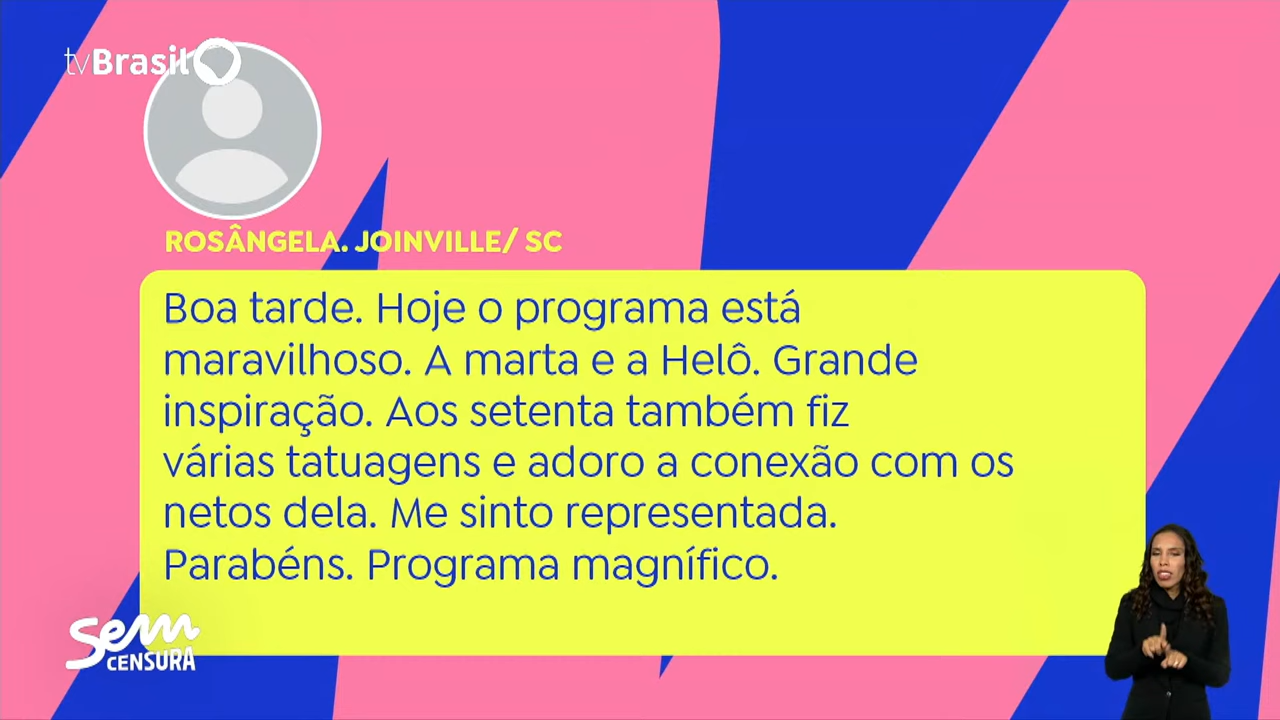 tvBrasil
ROSÂNGELA. JOINVILLE/ SC
Boa tarde. Hoje o programa está
maravilhoso. A marta e a Helô. Grande
inspiração. Aos setenta também fiz
várias tatuagens e adoro a conexão com os
netos dela. Me sinto representada.
Parabéns. Programa magnífico.
Sem
CENSURA